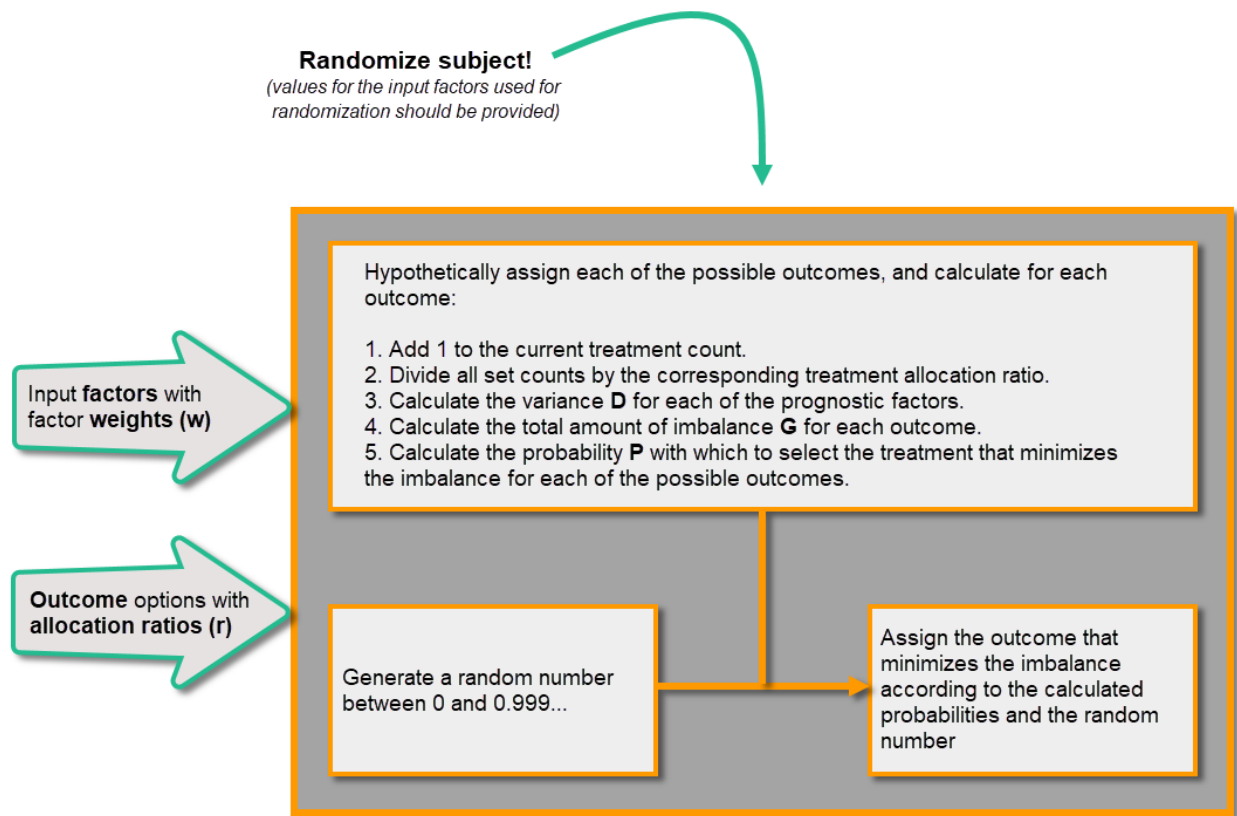 Randomize subject!
(values for the input factors used for
randomization should be provided)
Hypothetically assign each of the possible outcomes, and calculate for each
outcome:
1. Add 1 to the current treatment count.
2. Divide all set counts by the corresponding treatment allocation ratio.
3. Calculate the variance D for each of the prognostic factors.
4. Calculate the total amount of imbalance G for each outcome.
5. Calculate the probability P with which to select the treatment that minimizes
the imbalance for each of the possible outcomes.
Input factors with
factor weights (w)
Outcome options with
allocation ratios (r)
Generate a random number
between 0 and 0.999...
Assign the outcome that
minimizes the imbalance
according to the calculated
probabilities and the random
number